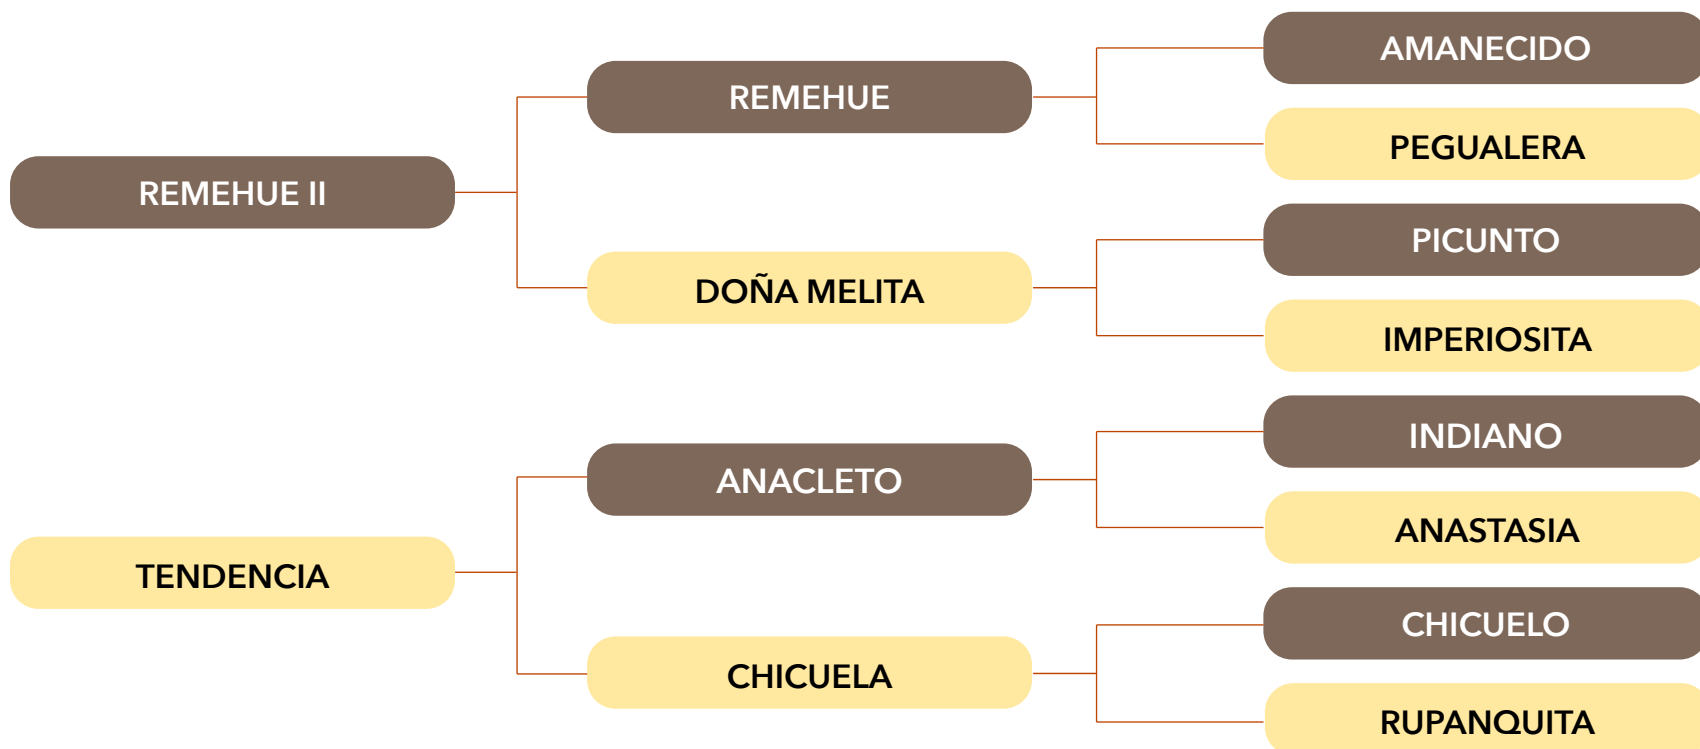 AMANECIDO
REMEHUE
PEGUALERA
REMEHUE II
PICUNTO
DOÑA MELITA
IMPERIOSITA
INDIANO
ANACLETO
ANASTASIA
TENDENCIA
CHICUELO
CHICUELA
RUPANQUITA